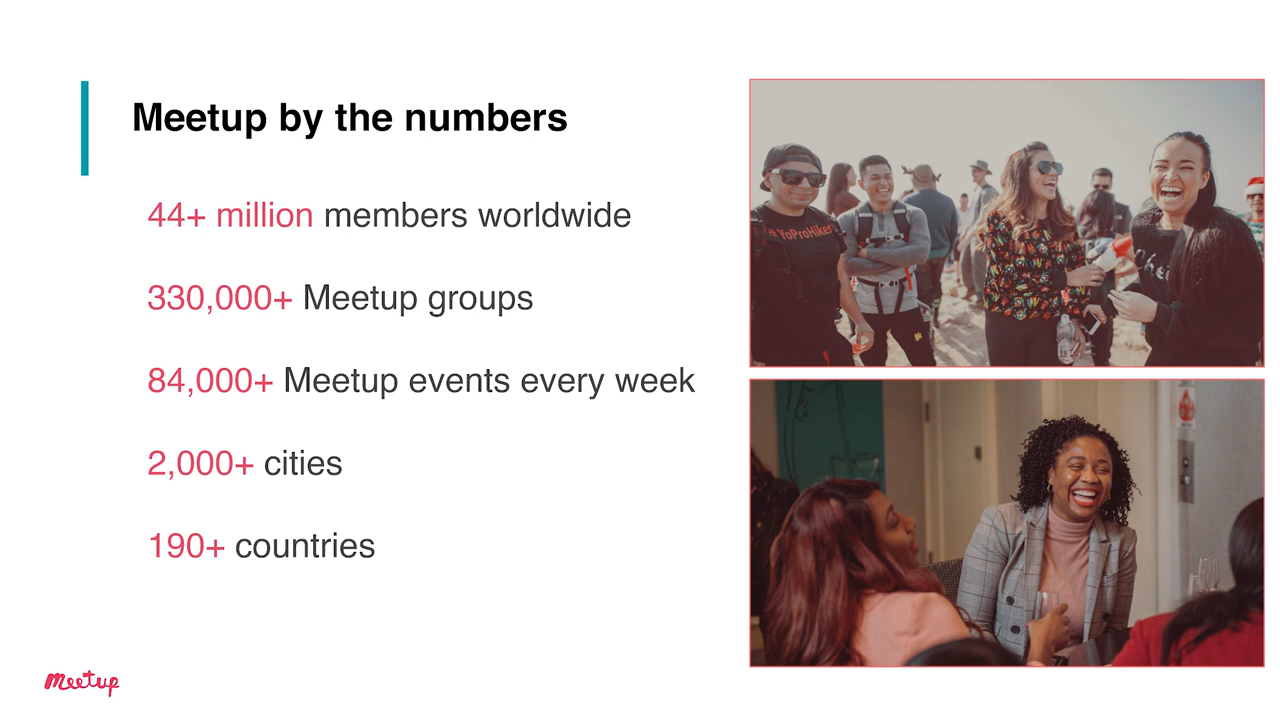 Meetup by the numbers
44+ million members worldwide
330,000+ Meetup groups
84,000+ Meetup events every week
2,000+ cities
190+ countries
#YoProHiker
Meetup